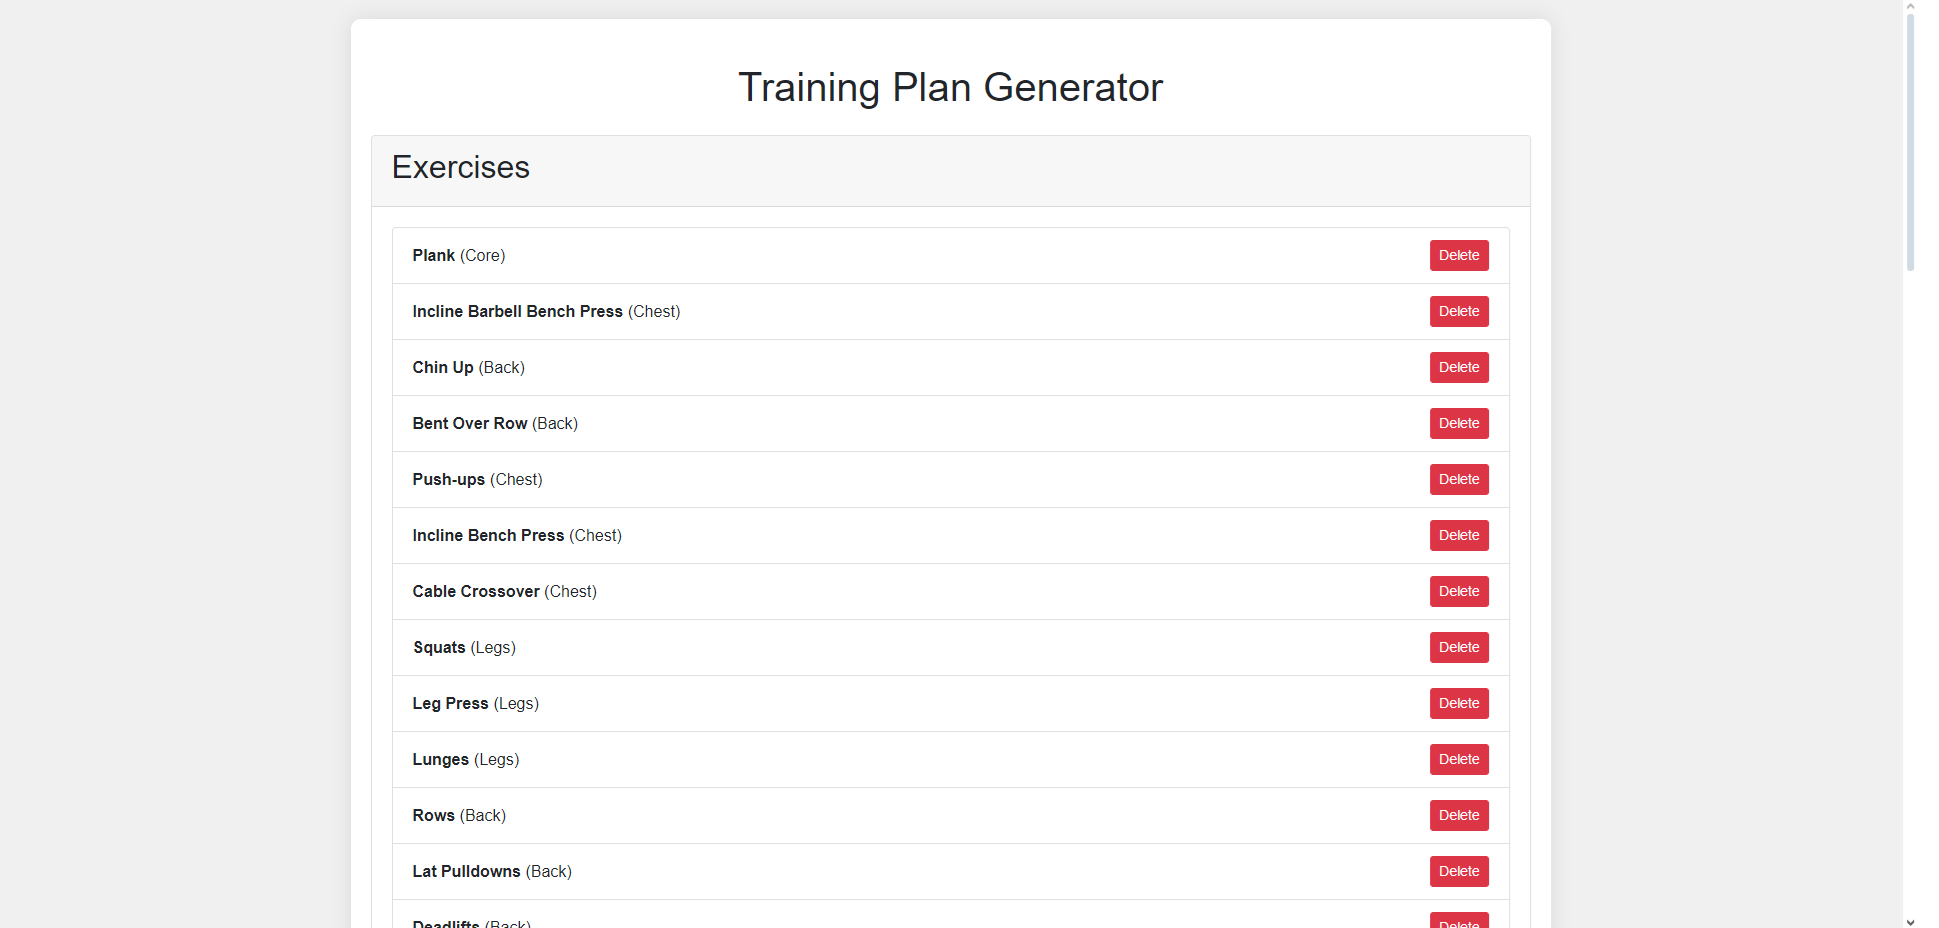 Training Plan Generator
Exercises
Plank (Core) Delete
Incline Barbell Bench Press (Chest) Delete
Chin Up (Back) Delete
Bent Over Row (Back) Delete
Push-ups (Chest) Delete
Incline Bench Press (Chest) Delete
Cable Crossover (Chest) Delete
Squats (Legs) Delete
Leg Press (Legs) Delete
Lunges (Legs) Delete
Rows (Back) Delete
Lat Pulldowns (Back) Delete
Deadlifts (Back) Delete